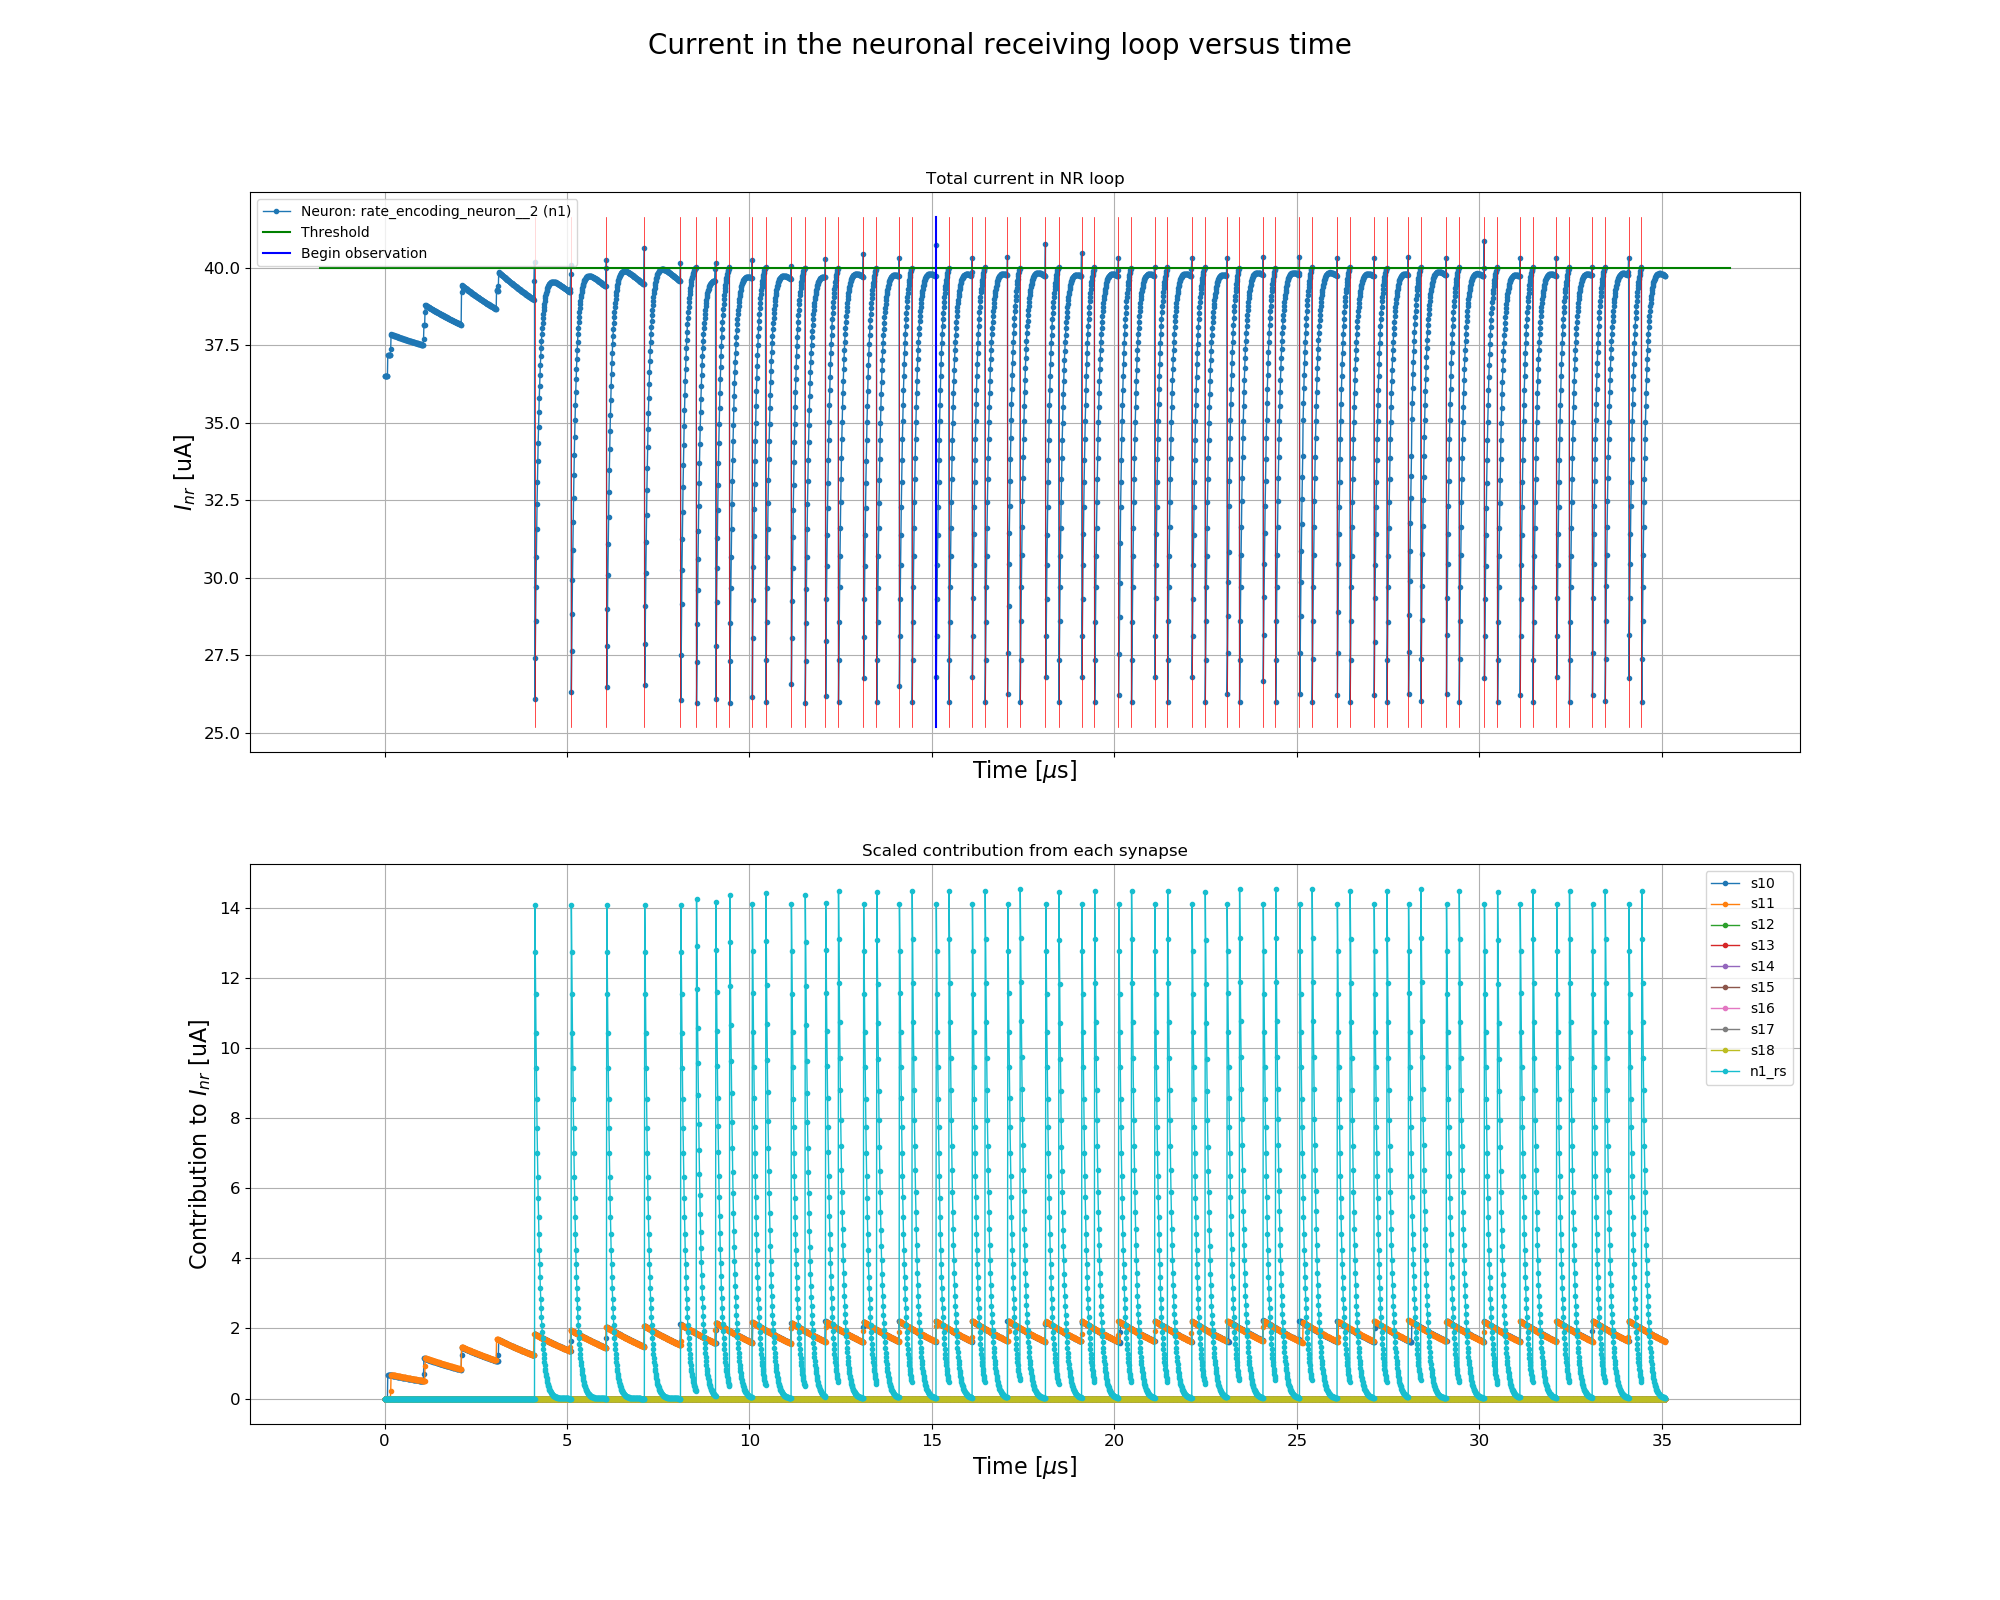 Current in the neuronal receiving loop versus time
Total current in NR loop
Neuron: rate_encoding_neuron__2 (n1)
Threshold
Begin observation
40.0
37.5
35.0
32.5
30.0
27.5
25.0
I_nr [uA]
Time [μs]
Scaled contribution from each synapse
14
12
10
8
6
4
2
0
Contribution to I_nr [uA]
s10
s11
s12
s13
s14
s15
s16
s17
s18
n1_rs
0 5 10 15 20 25 30 35
Time [μs]